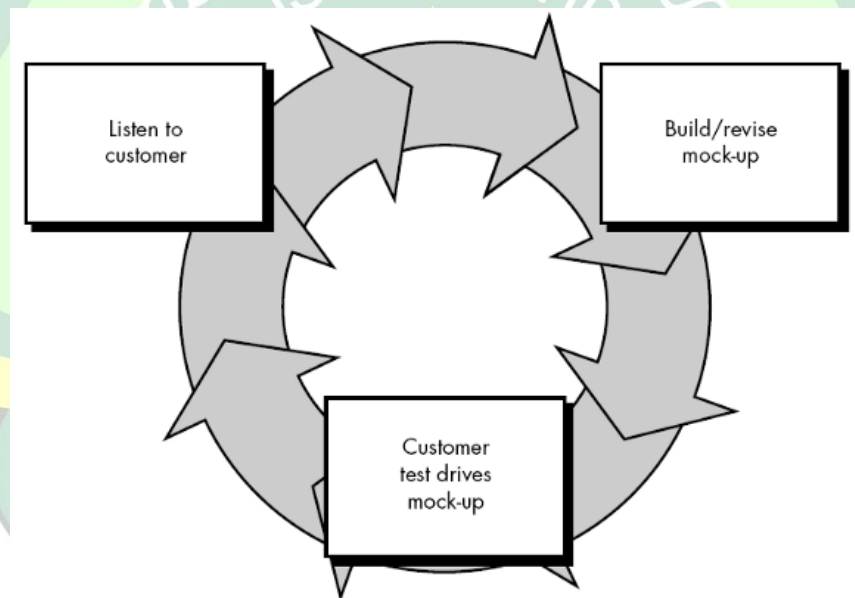 Listen to
customer
Build/revise
mock-up
Customer
test drives
mock-up